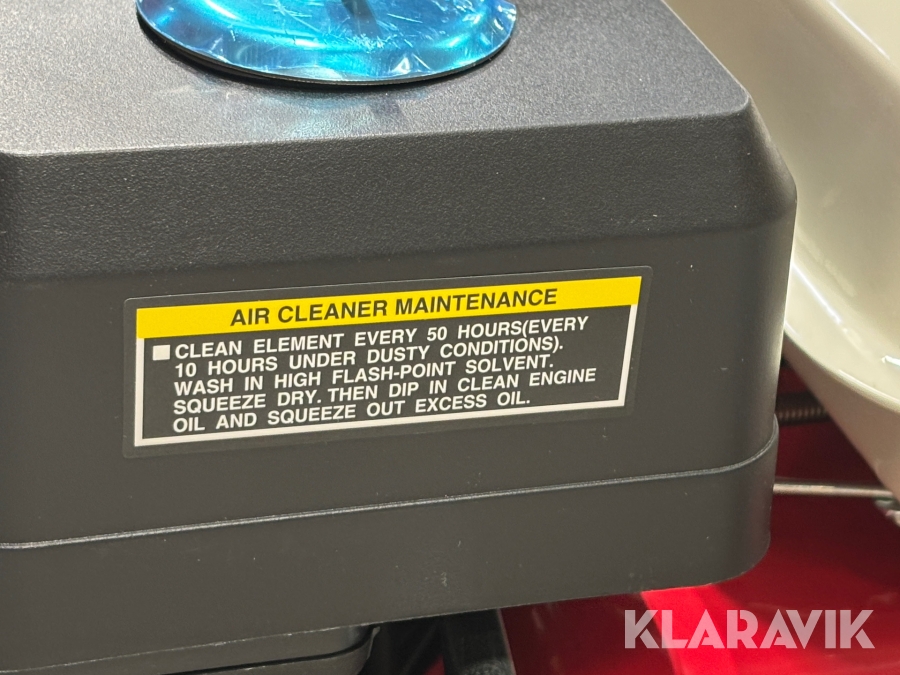 AIR CLEANER MAINTENANCE
■ CLEAN ELEMENT EVERY 50 HOURS(EVERY
10 HOURS UNDER DUSTY CONDITIONS).
WASH IN HIGH FLASH-POINT SOLVENT.
SQUEEZE DRY. THEN DIP IN CLEAN ENGINE
OIL AND SQUEEZE OUT EXCESS OIL.
KLARAVIK